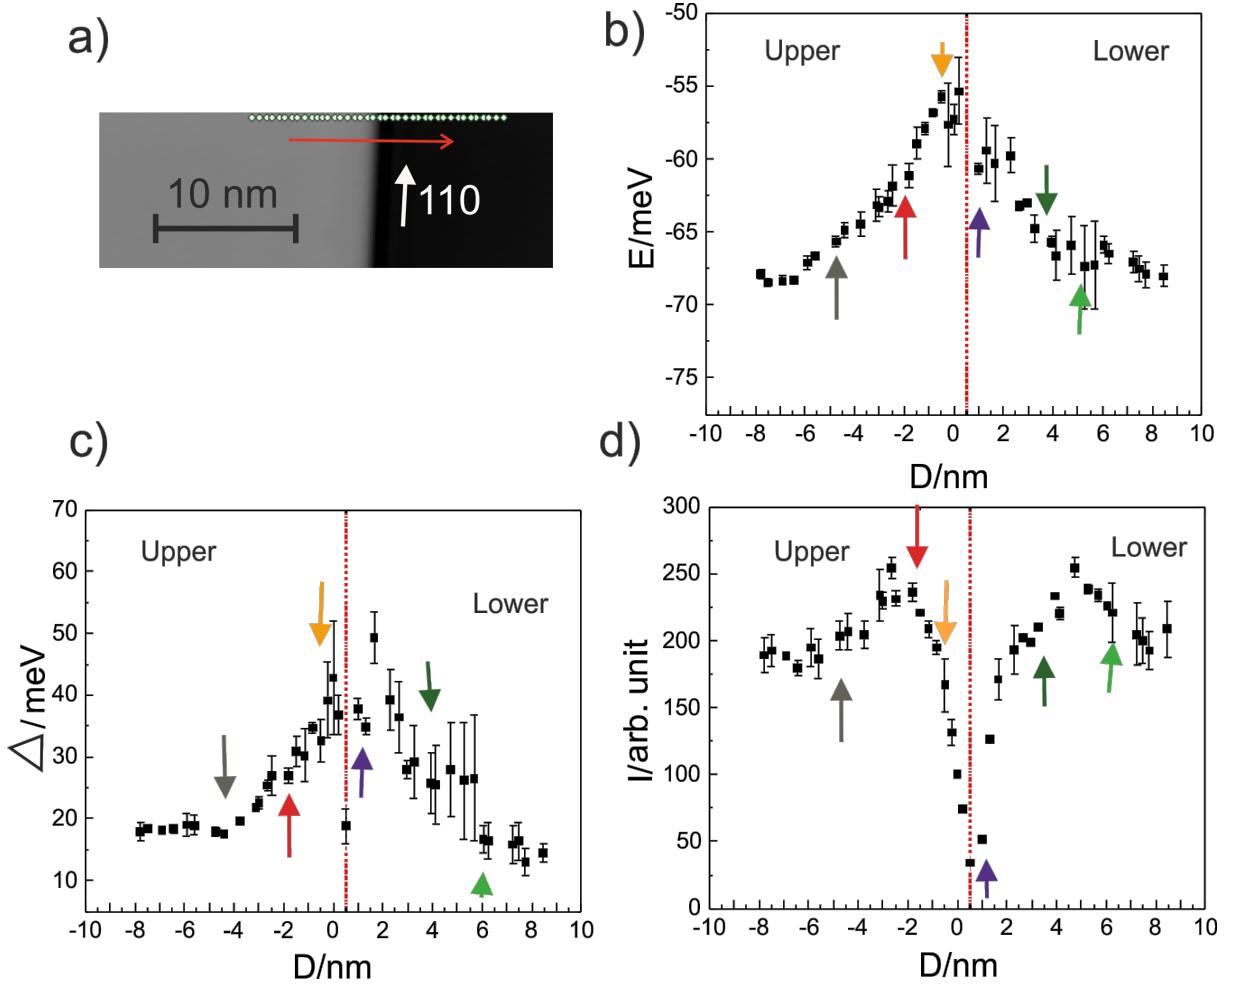 a)
10 nm
110
b)
Upper
Lower
E/meV
-50
-55
-60
-65
-70
-75
-10 -8 -6 -4 -2 0 2 4 6 8 10
D/nm
c)
Upper
Lower
△/meV
70
60
50
40
30
20
10
-10 -8 -6 -4 -2 0 2 4 6 8 10
D/nm
d)
Upper
Lower
I/arb. unit
300
250
200
150
100
50
0
-10 -8 -6 -4 -2 0 2 4 6 8 10
D/nm